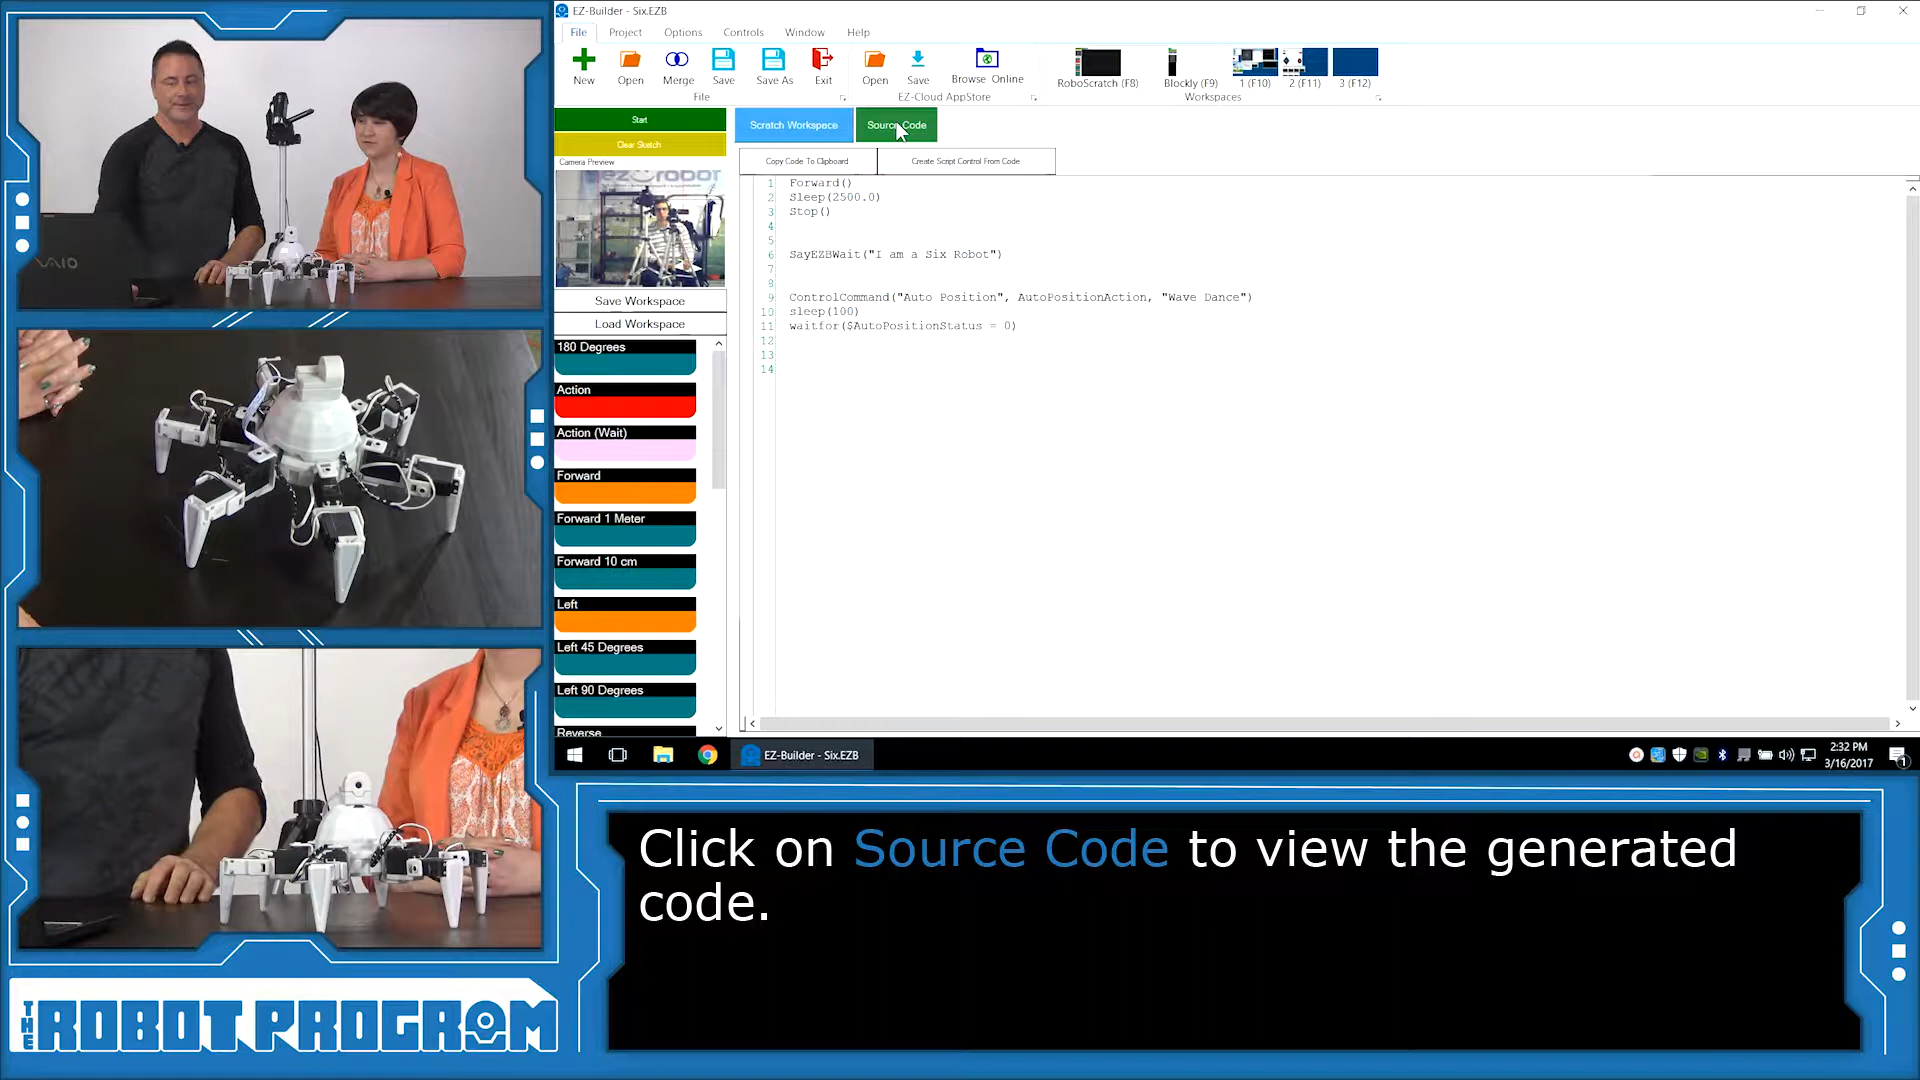 EZ-Builder - Six.EZB
File Project Options Controls Window Help
New Open Merge Save Save As Exit Open Save Browse Online RoboScratch (F8) Blockly (F9) 1 (F10) 2 (F11) 3 (F12)
File EZ-Cloud AppStore Workspaces
Start
Clear Sketch
Camera Preview
ez-robot
Save Workspace
Load Workspace
180 Degrees
Action
Action (Wait)
Forward
Forward 1 Meter
Forward 10 cm
Left
Left 45 Degrees
Left 90 Degrees
Reverse
Scratch Workspace Source Code
Copy Code To Clipboard Create Script Control From Code
1 Forward()
2 Sleep(2500.0)
3 Stop()
4
5
6 SayEZBWait("I am a Six Robot")
7
8
9 ControlCommand("Auto Position", AutoPositionAction, "Wave Dance")
10 sleep(100)
11 waitfor($AutoPositionStatus = 0)
12
13
14
EZ-Builder - Six.EZB
2:32 PM
3/16/2017
1
VAIO
Click on Source Code to view the generated
code.
THE ROBOT PROGRAM